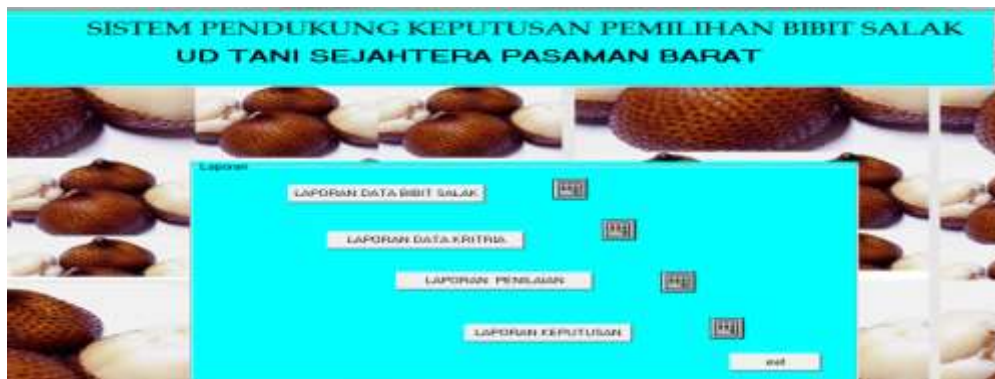 SISTEM PENDUKUNG KEPUTUSAN PEMILIHAN BIBIT SALAK
UD TANI SEJAHTERA PASAMAN BARAT
Laporan
LAPORAN DATA BIBIT SALAK
LAPORAN DATA KRITRIA
LAPORAN PENILAIAN
LAPORAN KEPUTUSAN